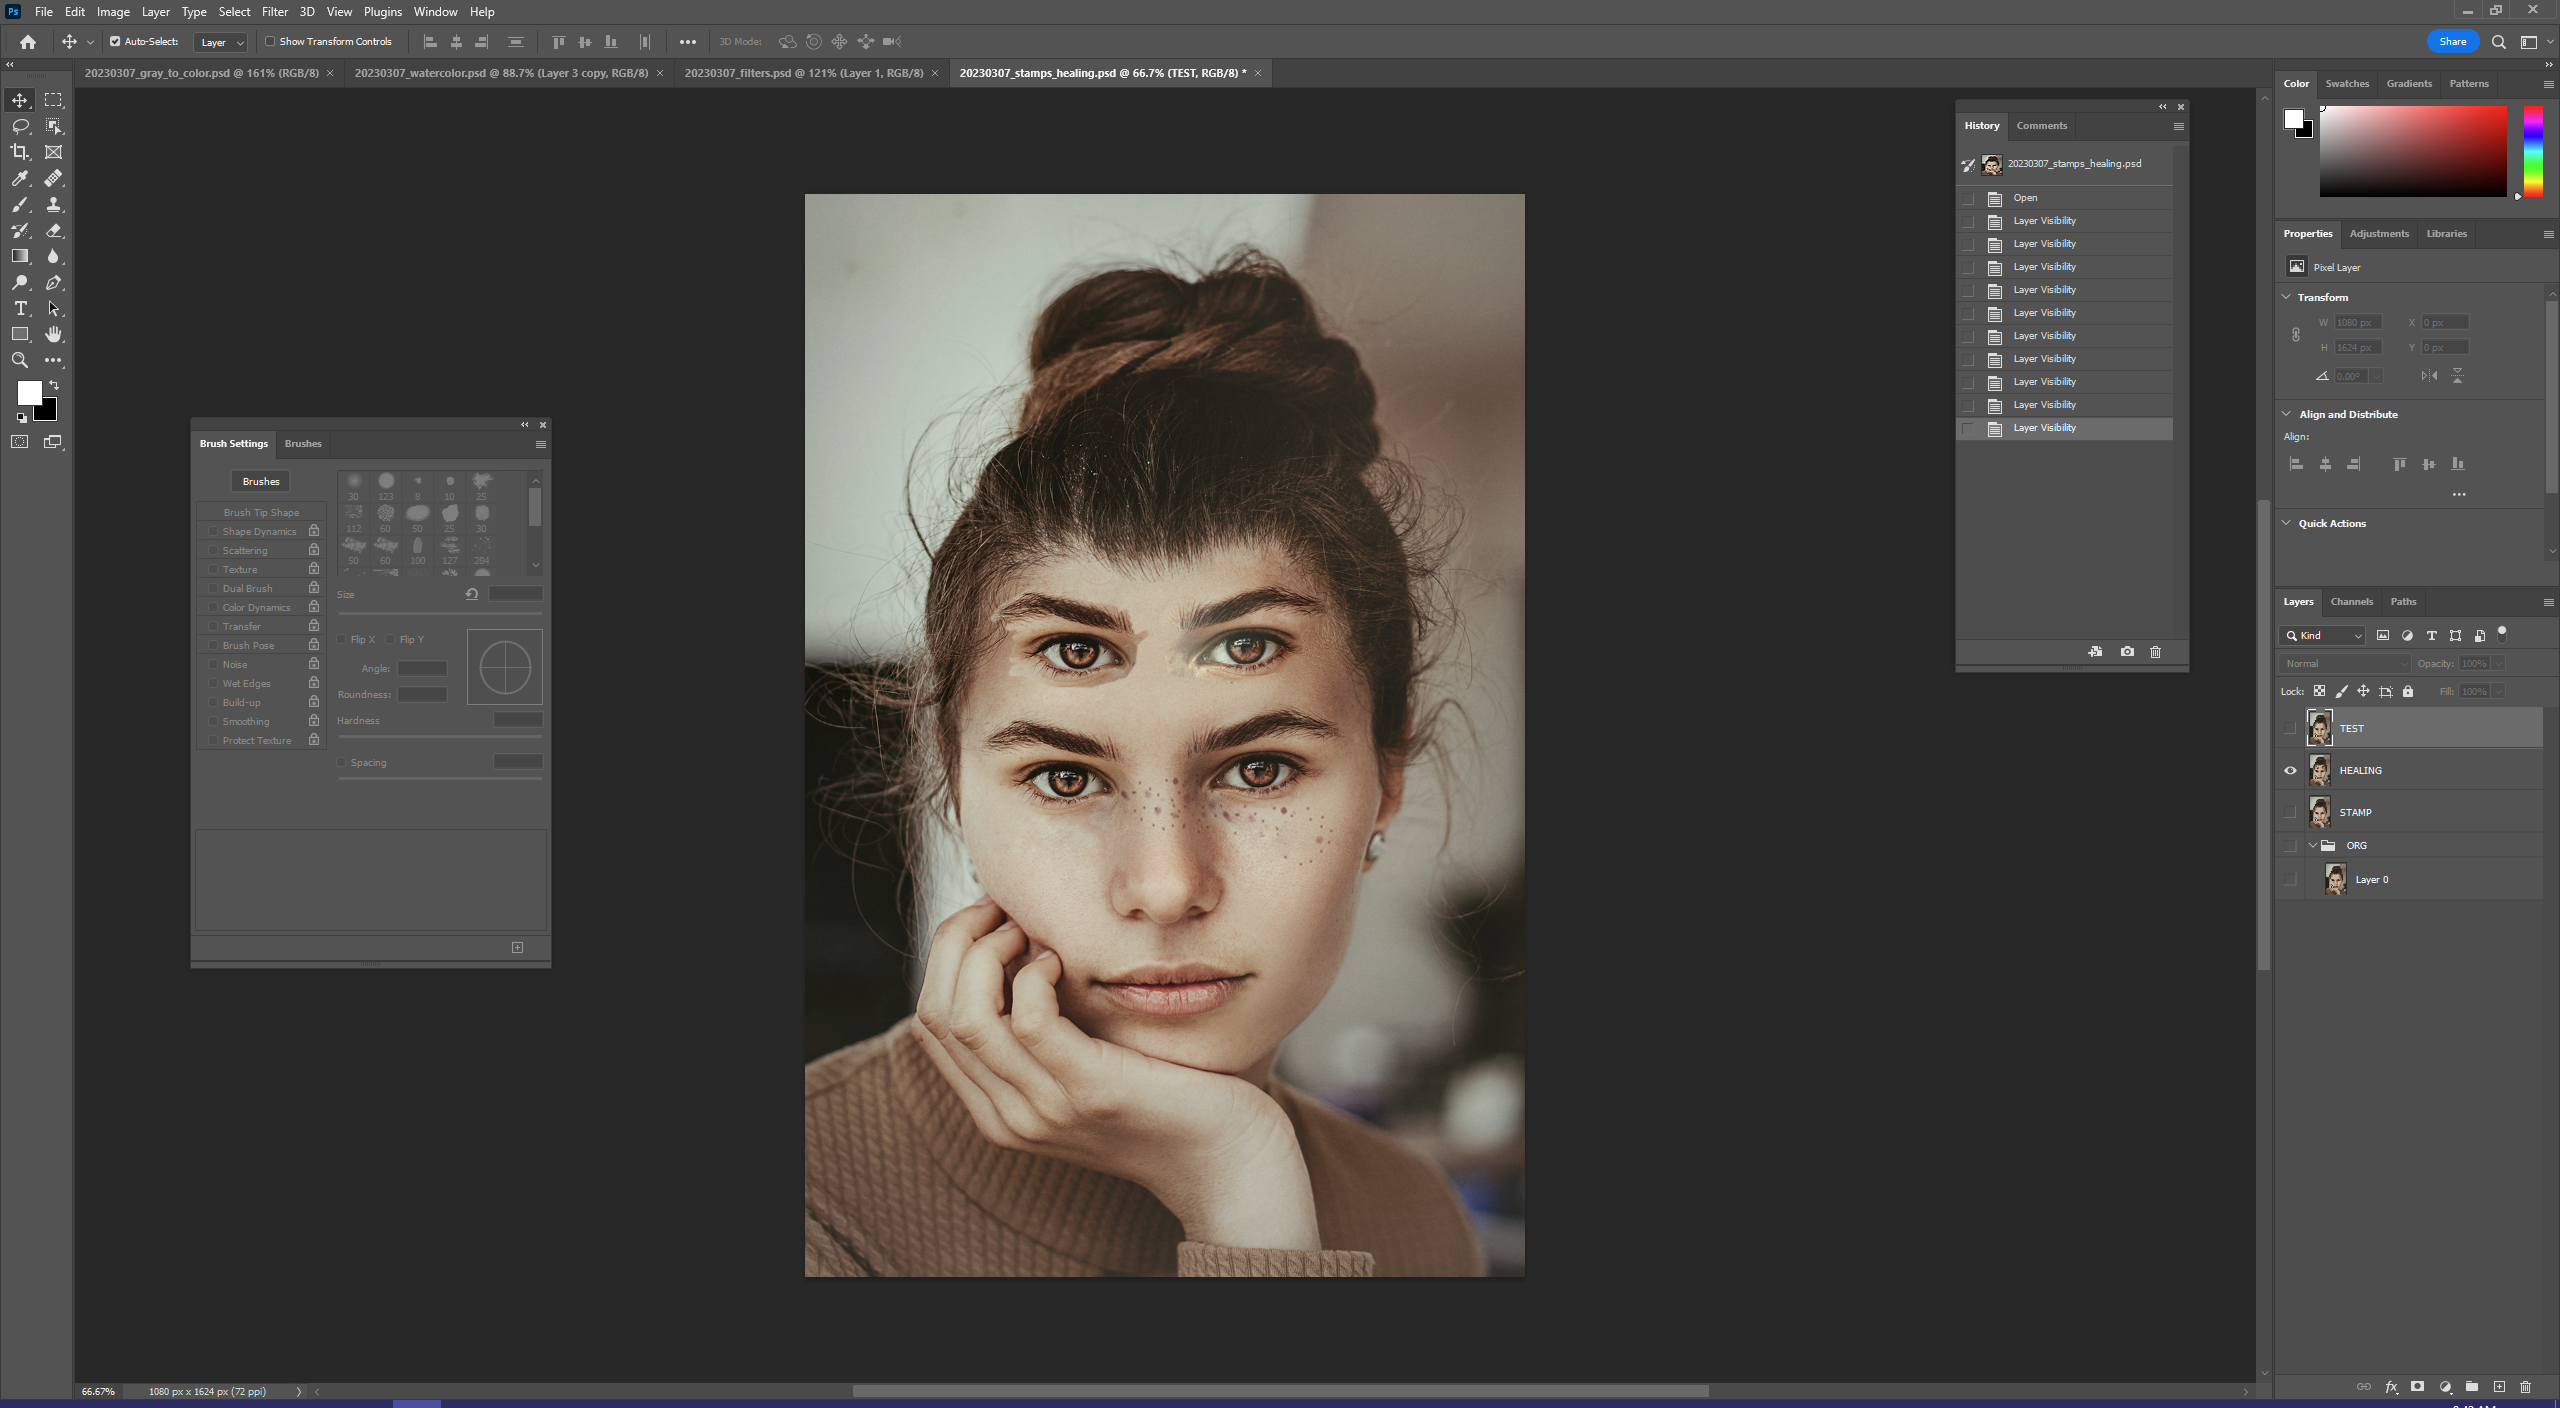 Ps File Edit Image Layer Type Select Filter 3D View Plugins Window Help
Auto-Select: Layer Show Transform Controls 3D Mode: Share
20230307_gray_to_color.psd @ 161% (RGB/8) × 20230307_watercolor.psd @ 88.7% (Layer 3 copy, RGB/8) × 20230307_filters.psd @ 121% (Layer 1, RGB/8) × 20230307_stamps_healing.psd @ 66.7% (TEST, RGB/8) * ×
Brush Settings Brushes
Brushes
30 123 8 10 25
Brush Tip Shape
112 60 50 25 30
Shape Dynamics
Scattering
50 60 100 127 284
Texture
Dual Brush
Size
Color Dynamics
Transfer
Flip X Flip Y
Brush Pose
Noise
Angle:
Wet Edges
Roundness:
Build-up
Smoothing
Hardness
Protect Texture
Spacing
History Comments
20230307_stamps_healing.psd
Open
Layer Visibility
Layer Visibility
Layer Visibility
Layer Visibility
Layer Visibility
Layer Visibility
Layer Visibility
Layer Visibility
Layer Visibility
Layer Visibility
Color Swatches Gradients Patterns
Properties Adjustments Libraries
Pixel Layer
Transform
W 1080 px X 0 px
H 1624 px Y 0 px
0.00°
Align and Distribute
Align:
Quick Actions
Layers Channels Paths
Kind
Normal Opacity: 100%
Lock: Fill: 100%
TEST
HEALING
STAMP
ORG
Layer 0
fx
66.67% 1080 px x 1624 px (72 ppi)